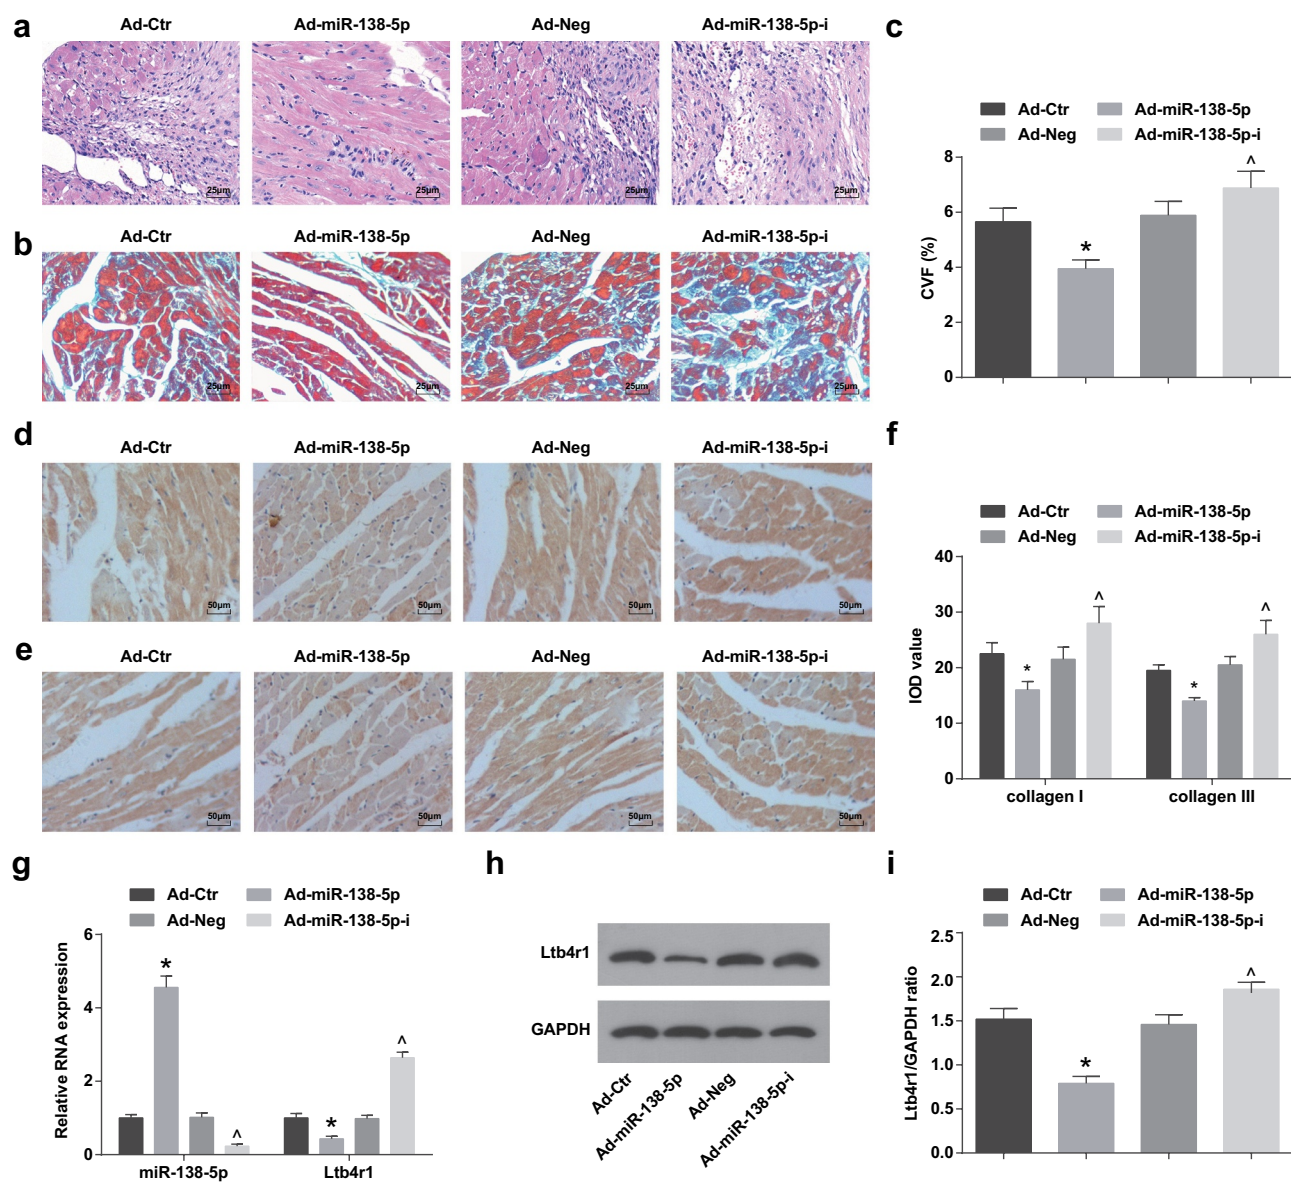 a
Ad-Ctr Ad-miR-138-5p Ad-Neg Ad-miR-138-5p-i
25μm 25μm 25μm 25μm
b
Ad-Ctr Ad-miR-138-5p Ad-Neg Ad-miR-138-5p-i
25μm 25μm 25μm 25μm
c
Ad-Ctr Ad-miR-138-5p
Ad-Neg Ad-miR-138-5p-i
CVF (%)
8
6
4
2
0
*
^
d
Ad-Ctr Ad-miR-138-5p Ad-Neg Ad-miR-138-5p-i
50μm 50μm 50μm 50μm
e
Ad-Ctr Ad-miR-138-5p Ad-Neg Ad-miR-138-5p-i
50μm 50μm 50μm 50μm
f
Ad-Ctr Ad-miR-138-5p
Ad-Neg Ad-miR-138-5p-i
IOD value
40
30
20
10
0
* ^ * ^
collagen I collagen III
g
Ad-Ctr Ad-miR-138-5p
Ad-Neg Ad-miR-138-5p-i
Relative RNA expression
6
4
2
0
* ^ * ^
miR-138-5p Ltb4r1
h
Ltb4r1
GAPDH
Ad-Ctr
Ad-miR-138-5p
Ad-Neg
Ad-miR-138-5p-i
i
Ad-Ctr Ad-miR-138-5p
Ad-Neg Ad-miR-138-5p-i
Ltb4r1/GAPDH ratio
2.5
2.0
1.5
1.0
0.5
0.0
*
^